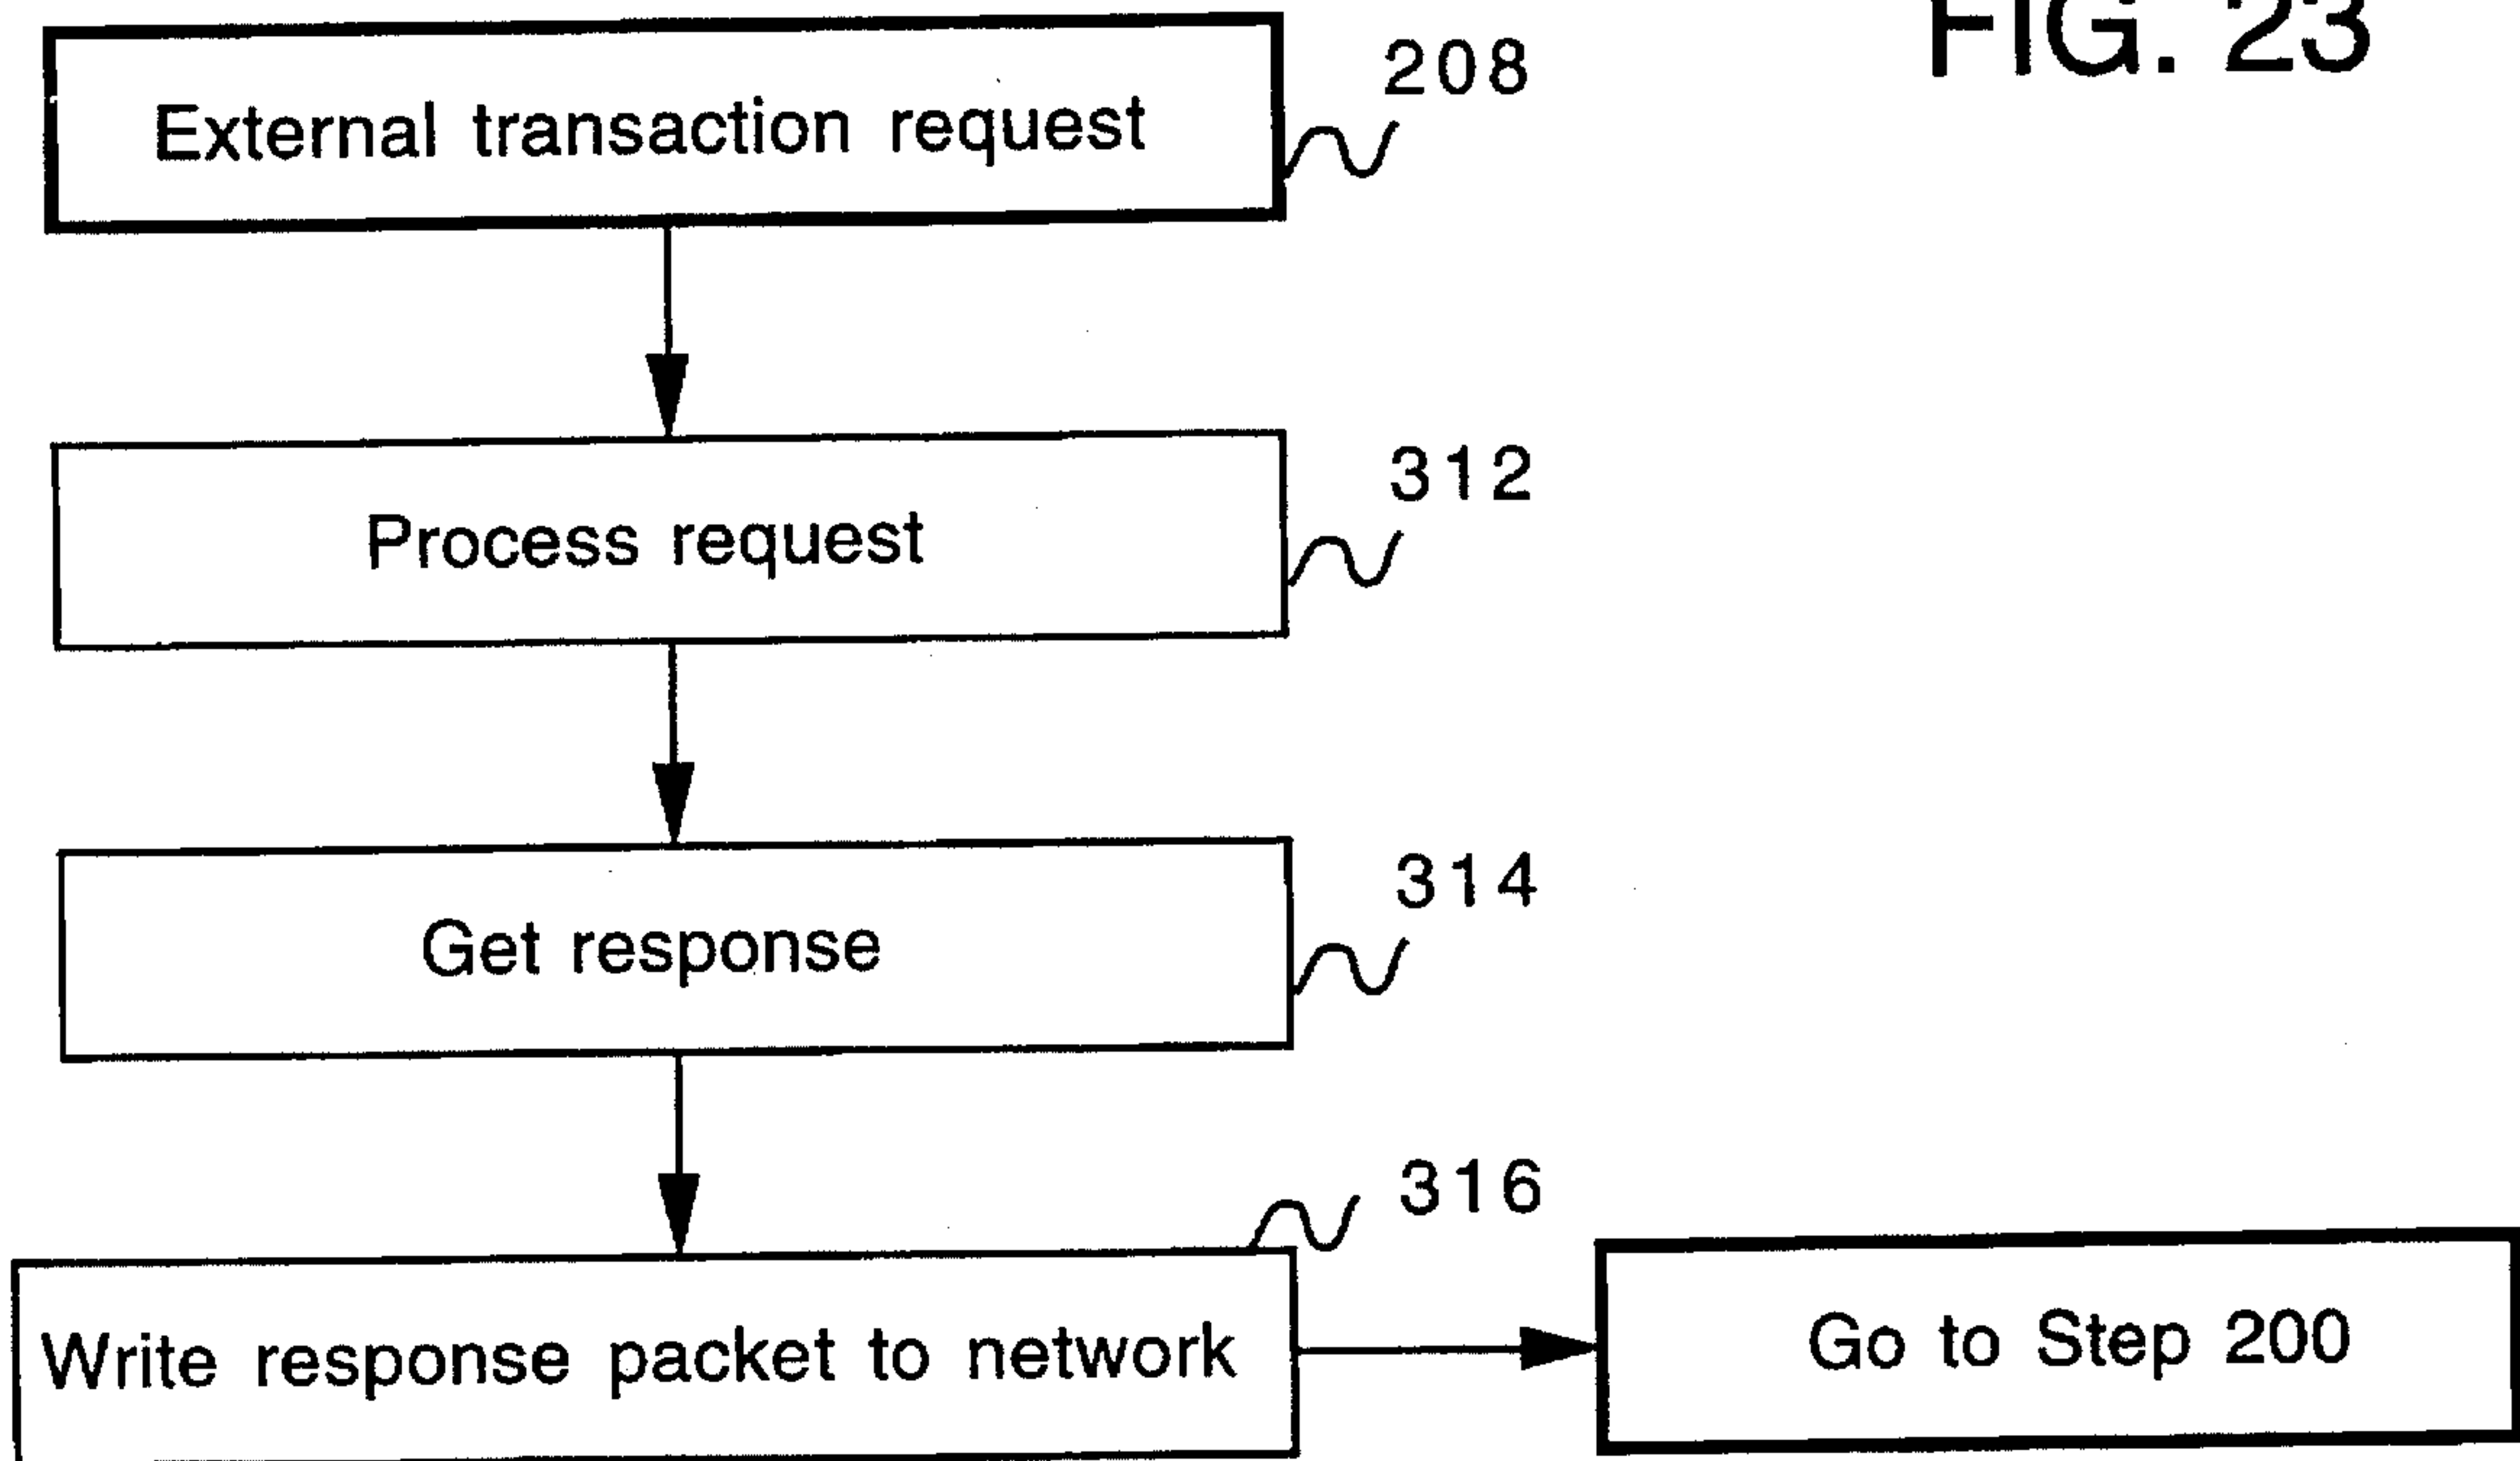 FIG. 23
208
External transaction request
312
Process request
314
Get response
316
Write response packet to network
Go to Step 200